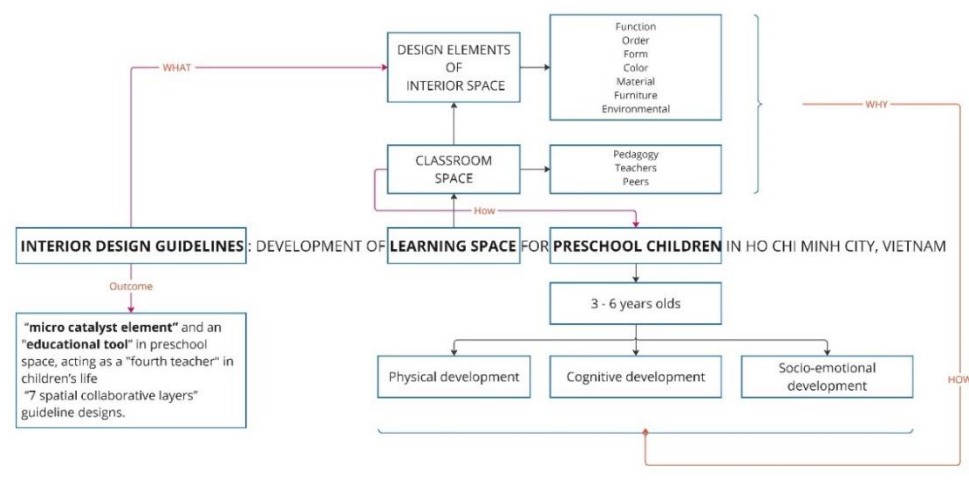 DESIGN ELEMENTS
OF
INTERIOR SPACE
Function
Order
Form
Color
Material
Furniture
Environmental
WHAT
WHY
CLASSROOM
SPACE
Pedagogy
Teachers
Peers
How
INTERIOR DESIGN GUIDELINES : DEVELOPMENT OF LEARNING SPACE FOR PRESCHOOL CHILDREN IN HO CHI MINH CITY, VIETNAM
Outcome
3 - 6 years olds
"micro catalyst element" and an
"educational tool" in preschool
space, acting as a "fourth teacher" in
children's life
"7 spatial collaborative layers"
guideline designs.
Physical development
Cognitive development
Socio-emotional
development
HOW